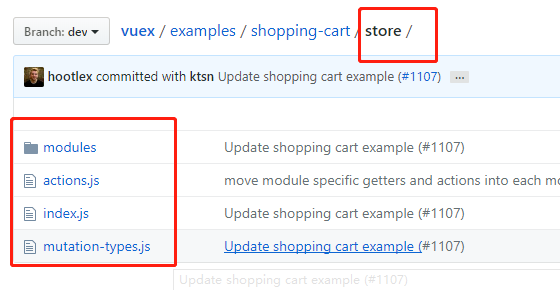 Branch: dev vuex / examples / shopping-cart / store /
hootlex committed with ktsn Update shopping cart example (#1107) ...
modules Update shopping cart example (#1107)
actions.js move module specific getters and actions into each m
index.js Update shopping cart example (#1107)
mutation-types.js Update shopping cart example (#1107)
Update shopping cart example (#1107)